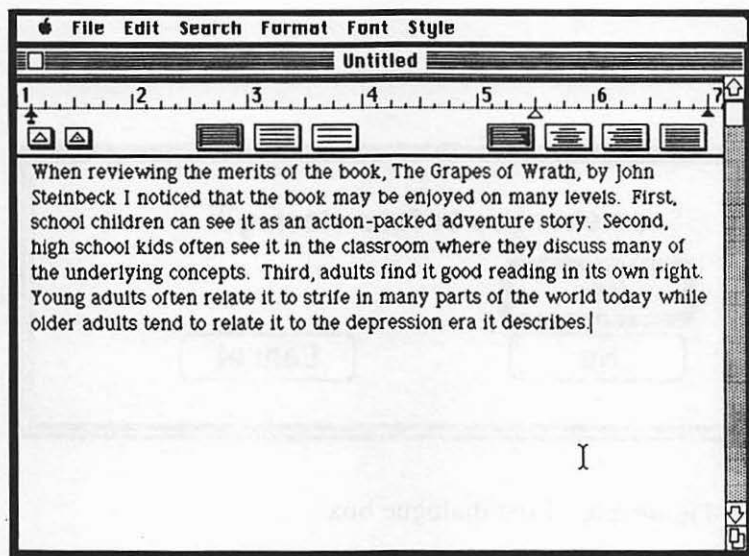 File Edit Search Format Font Style
Untitled
1 2 3 4 5 6 7
When reviewing the merits of the book, The Grapes of Wrath, by John
Steinbeck I noticed that the book may be enjoyed on many levels. First,
school children can see it as an action-packed adventure story. Second,
high school kids often see it in the classroom where they discuss many of
the underlying concepts. Third, adults find it good reading in its own right.
Young adults often relate it to strife in many parts of the world today while
older adults tend to relate it to the depression era it describes.